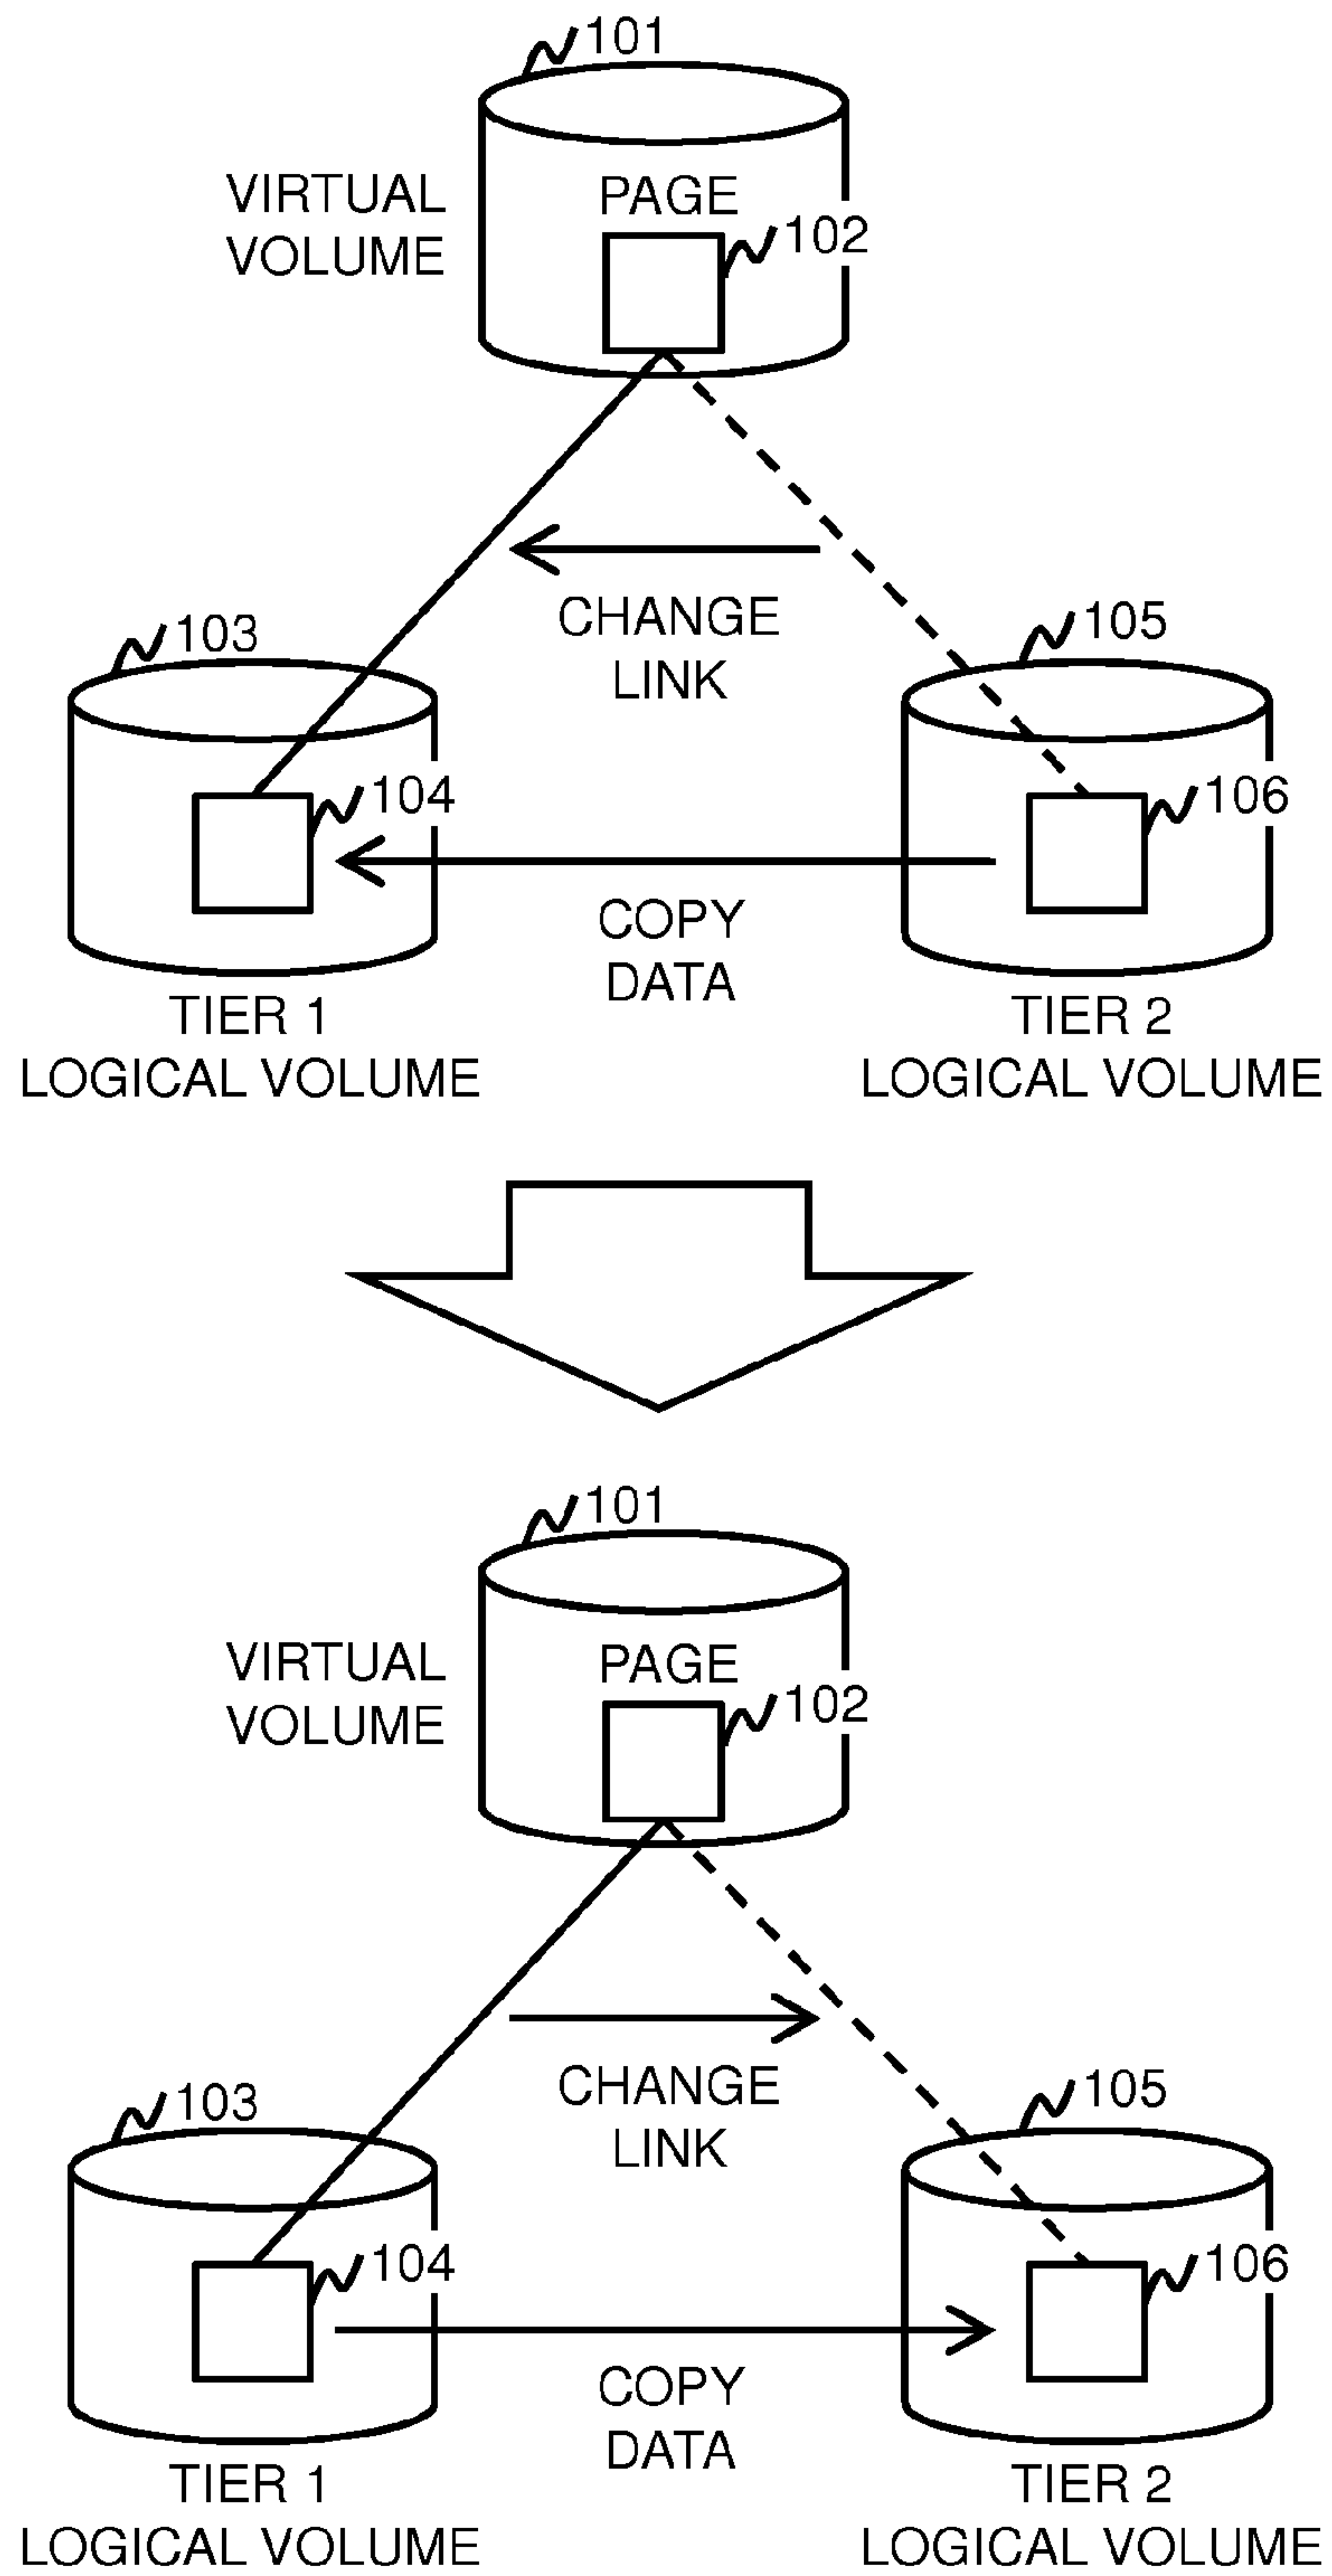 101
VIRTUAL
VOLUME
PAGE
102
CHANGE
LINK
103
105
104
106
COPY
DATA
TIER 1
LOGICAL VOLUME
TIER 2
LOGICAL VOLUME
101
VIRTUAL
VOLUME
PAGE
102
CHANGE
LINK
103
105
104
106
COPY
DATA
TIER 1
LOGICAL VOLUME
TIER 2
LOGICAL VOLUME